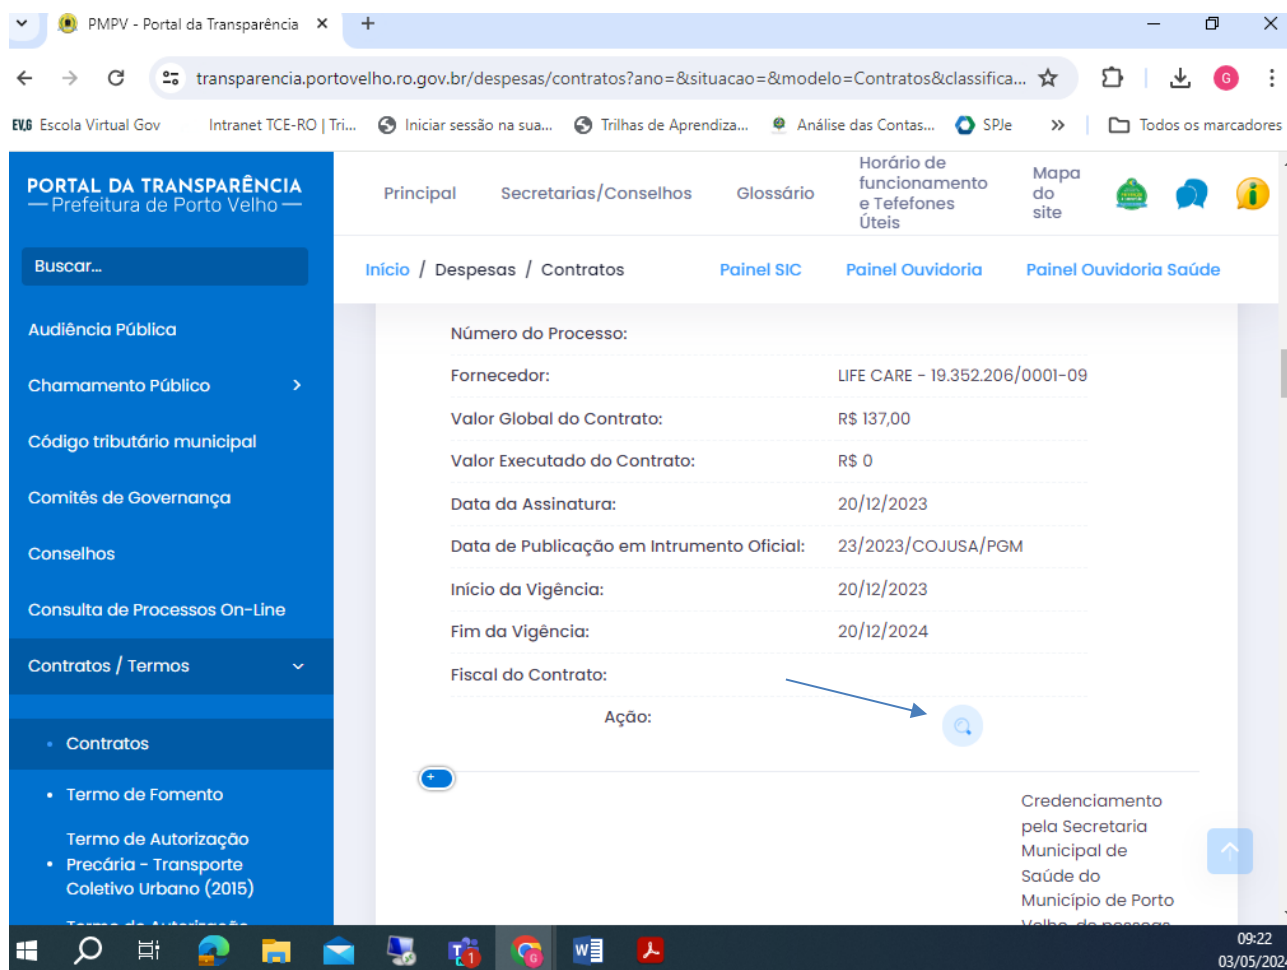 PMPV - Portal da Transparência
transparencia.portovelho.ro.gov.br/despesas/contratos?ano=&situacao=&modelo=Contratos&classifica...
G
EV.G Escola Virtual Gov
Intranet TCE-RO | Tri...
Iniciar sessão na sua...
Trilhas de Aprendiza...
Análise das Contas...
SPJe
»
Todos os marcadores
PORTAL DA TRANSPARÊNCIA
Prefeitura de Porto Velho
Buscar...
Audiência Pública
Chamamento Público
Código tributário municipal
Comitês de Governança
Conselhos
Consulta de Processos On-Line
Contratos / Termos
Contratos
Termo de Fomento
Termo de Autorização
Precária - Transporte
Coletivo Urbano (2015)
Termo de Autorização
Principal
Secretarias/Conselhos
Glossário
Horário de
funcionamento
e Tefefones
Úteis
Mapa
do
site
Início / Despesas / Contratos
Painel SIC
Painel Ouvidoria
Painel Ouvidoria Saúde
Número do Processo:
Fornecedor: LIFE CARE - 19.352.206/0001-09
Valor Global do Contrato: R$ 137,00
Valor Executado do Contrato: R$ 0
Data da Assinatura: 20/12/2023
Data de Publicação em Intrumento Oficial: 23/2023/COJUSA/PGM
Início da Vigência: 20/12/2023
Fim da Vigência: 20/12/2024
Fiscal do Contrato:
Ação:
Credenciamento
pela Secretaria
Municipal de
Saúde do
Município de Porto
Velho, de pessoas
1
G
09:22
03/05/202